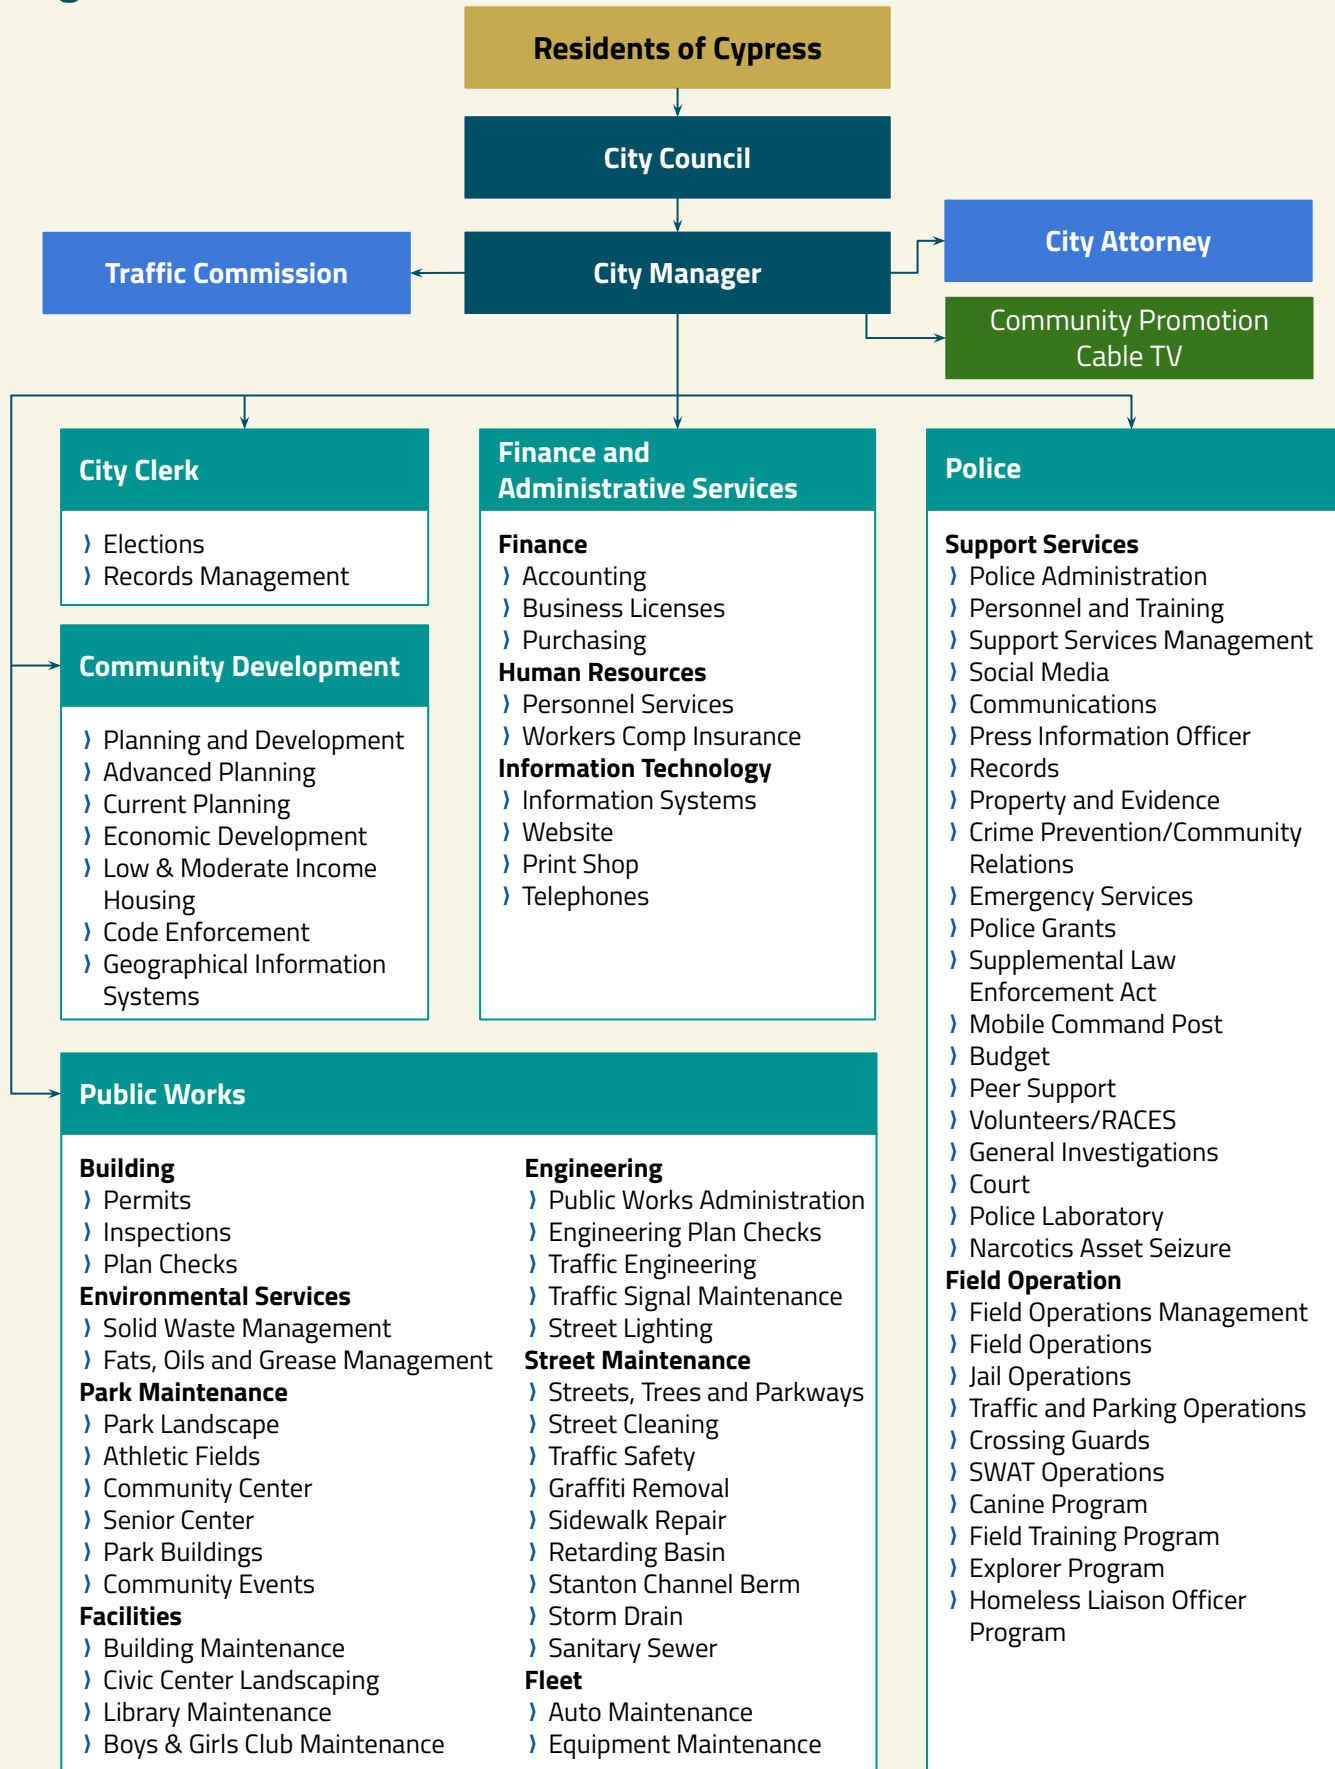 Residents of Cypress
City Council
City Manager
Traffic Commission
City Attorney
Community Promotion
Cable TV
City Clerk
❭ Elections
❭ Records Management
Community Development
❭ Planning and Development
❭ Advanced Planning
❭ Current Planning
❭ Economic Development
❭ Low & Moderate Income
Housing
❭ Code Enforcement
❭ Geographical Information
Systems
Finance and
Administrative Services
Finance
❭ Accounting
❭ Business Licenses
❭ Purchasing
Human Resources
❭ Personnel Services
❭ Workers Comp Insurance
Information Technology
❭ Information Systems
❭ Website
❭ Print Shop
❭ Telephones
Police
Support Services
❭ Police Administration
❭ Personnel and Training
❭ Support Services Management
❭ Social Media
❭ Communications
❭ Press Information Officer
❭ Records
❭ Property and Evidence
❭ Crime Prevention/Community
Relations
❭ Emergency Services
❭ Police Grants
❭ Supplemental Law
Enforcement Act
❭ Mobile Command Post
❭ Budget
❭ Peer Support
❭ Volunteers/RACES
❭ General Investigations
❭ Court
❭ Police Laboratory
❭ Narcotics Asset Seizure
Field Operation
❭ Field Operations Management
❭ Field Operations
❭ Jail Operations
❭ Traffic and Parking Operations
❭ Crossing Guards
❭ SWAT Operations
❭ Canine Program
❭ Field Training Program
❭ Explorer Program
❭ Homeless Liaison Officer
Program
Public Works
Building
❭ Permits
❭ Inspections
❭ Plan Checks
Environmental Services
❭ Solid Waste Management
❭ Fats, Oils and Grease Management
Park Maintenance
❭ Park Landscape
❭ Athletic Fields
❭ Community Center
❭ Senior Center
❭ Park Buildings
❭ Community Events
Facilities
❭ Building Maintenance
❭ Civic Center Landscaping
❭ Library Maintenance
❭ Boys & Girls Club Maintenance
Engineering
❭ Public Works Administration
❭ Engineering Plan Checks
❭ Traffic Engineering
❭ Traffic Signal Maintenance
❭ Street Lighting
Street Maintenance
❭ Streets, Trees and Parkways
❭ Street Cleaning
❭ Traffic Safety
❭ Graffiti Removal
❭ Sidewalk Repair
❭ Retarding Basin
❭ Stanton Channel Berm
❭ Storm Drain
❭ Sanitary Sewer
Fleet
❭ Auto Maintenance
❭ Equipment Maintenance